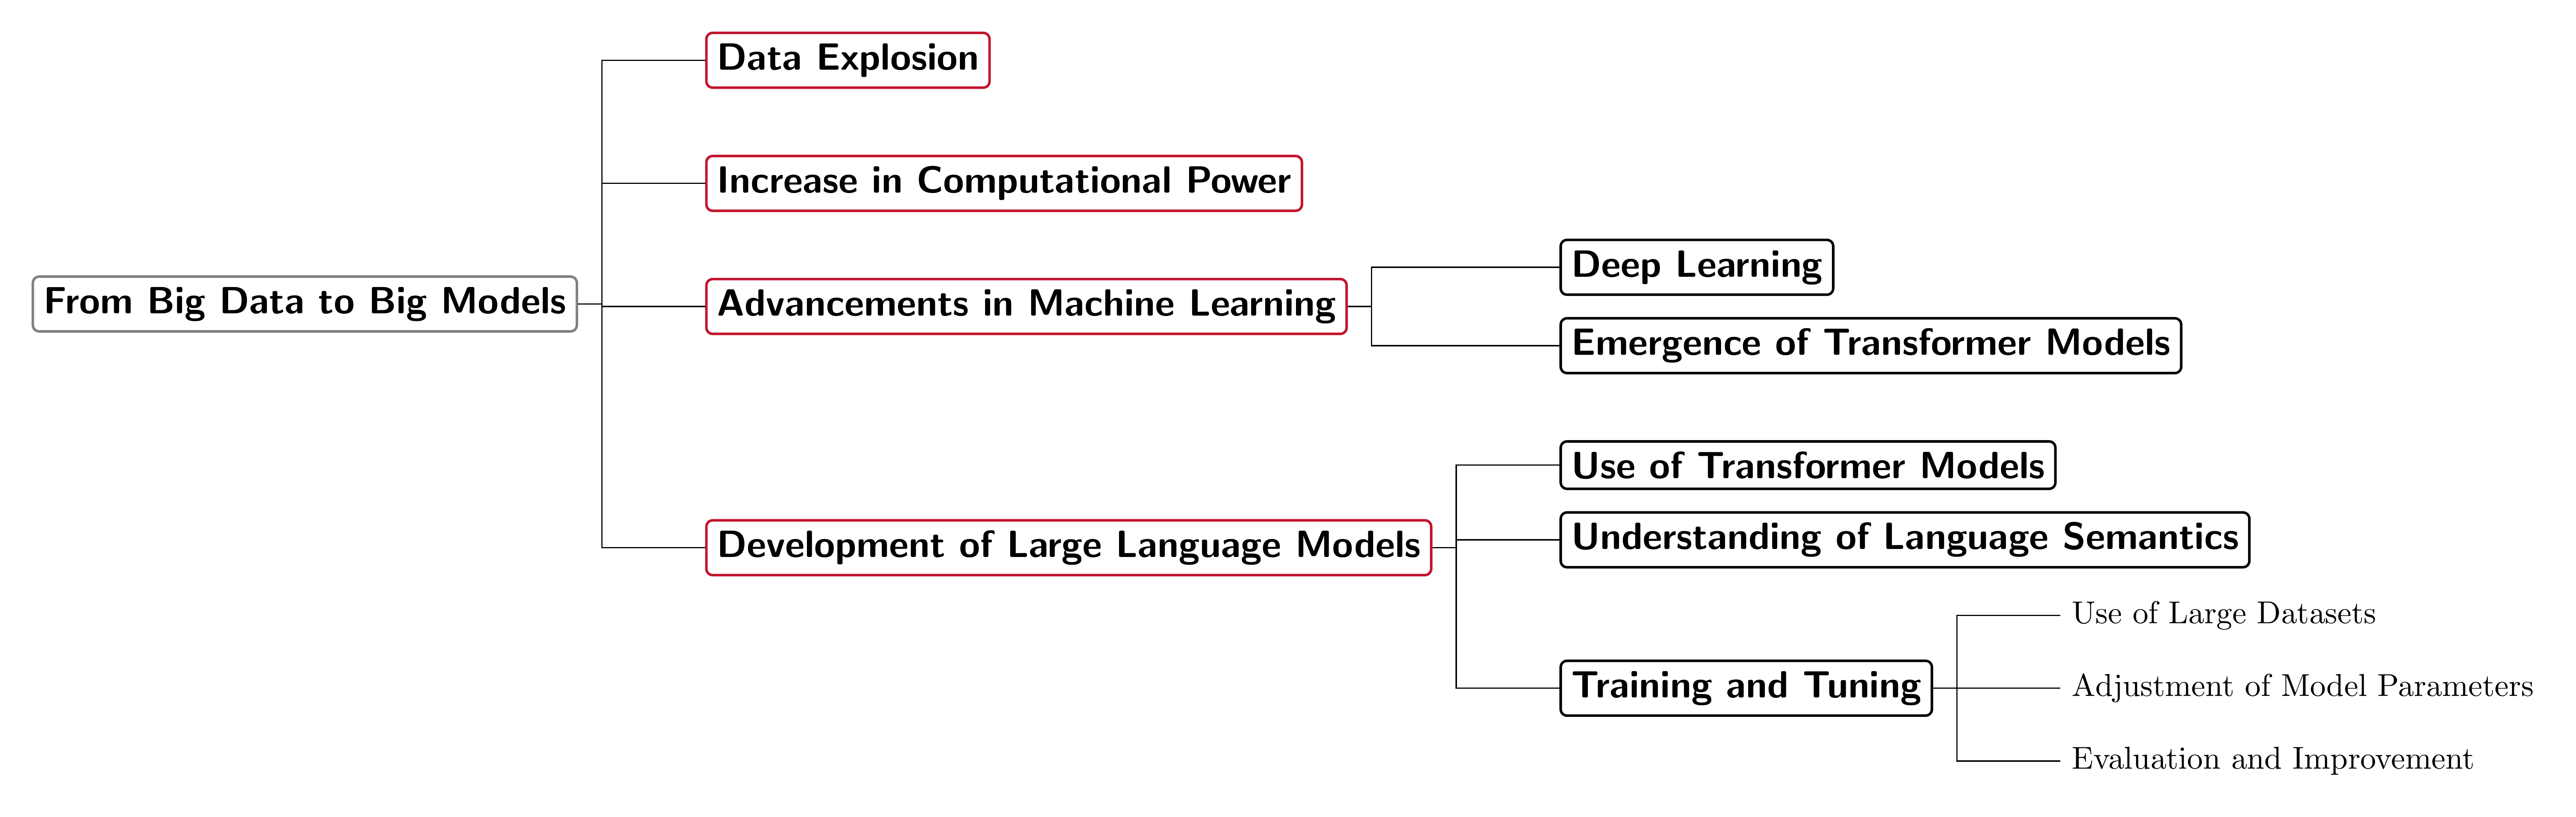 From Big Data to Big Models
Data Explosion
Increase in Computational Power
Advancements in Machine Learning
Deep Learning
Emergence of Transformer Models
Development of Large Language Models
Use of Transformer Models
Understanding of Language Semantics
Training and Tuning
Use of Large Datasets
Adjustment of Model Parameters
Evaluation and Improvement